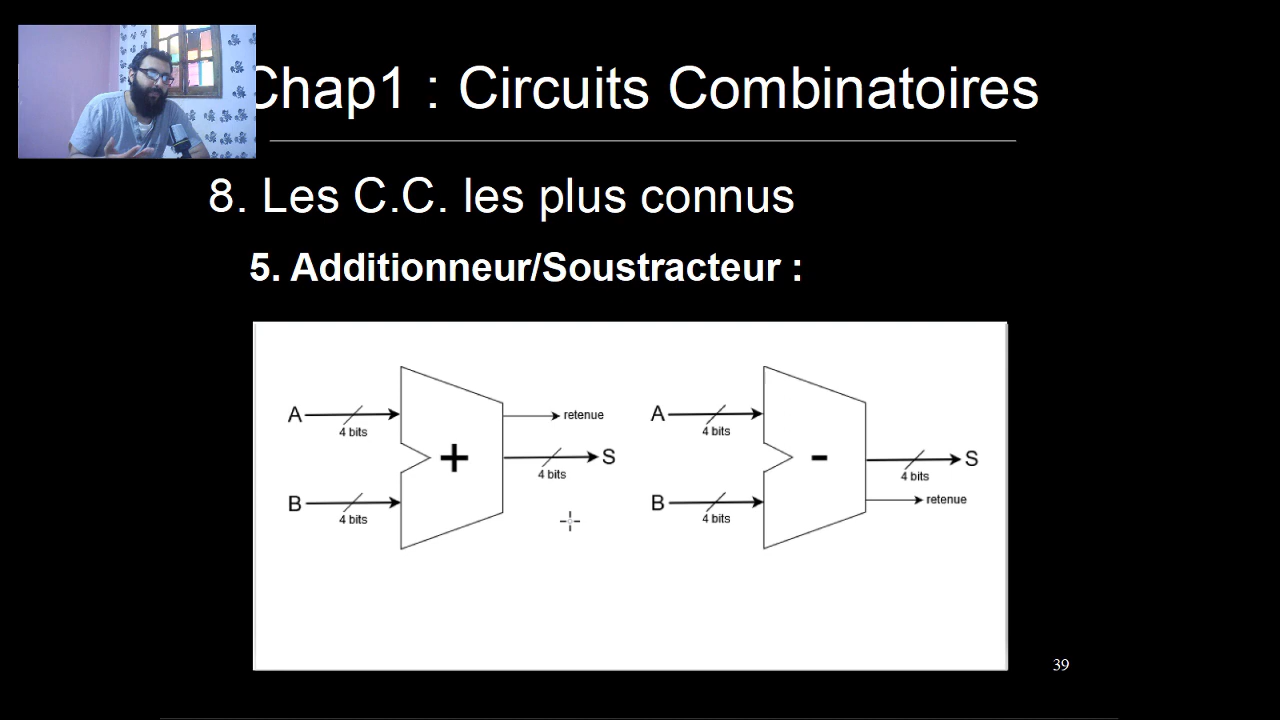 Chap1 : Circuits Combinatoires
8. Les C.C. les plus connus
5. Additionneur/Soustracteur :
A
4 bits
B
4 bits
+
retenue
S
4 bits
A
4 bits
B
4 bits
-
S
4 bits
retenue
39